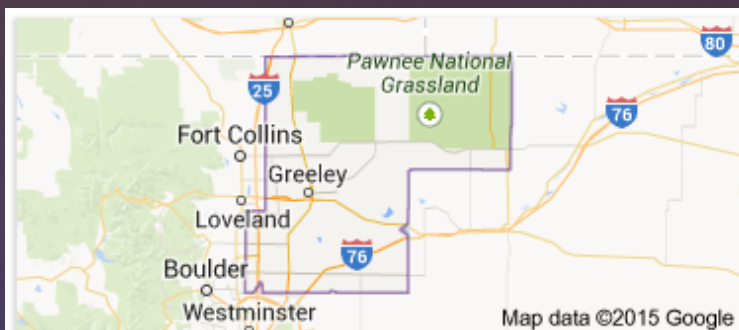 80
Pawnee National
Grassland
25
76
Fort Collins
Greeley
Loveland
76
Boulder
Westminster
Map data ©2015 Google